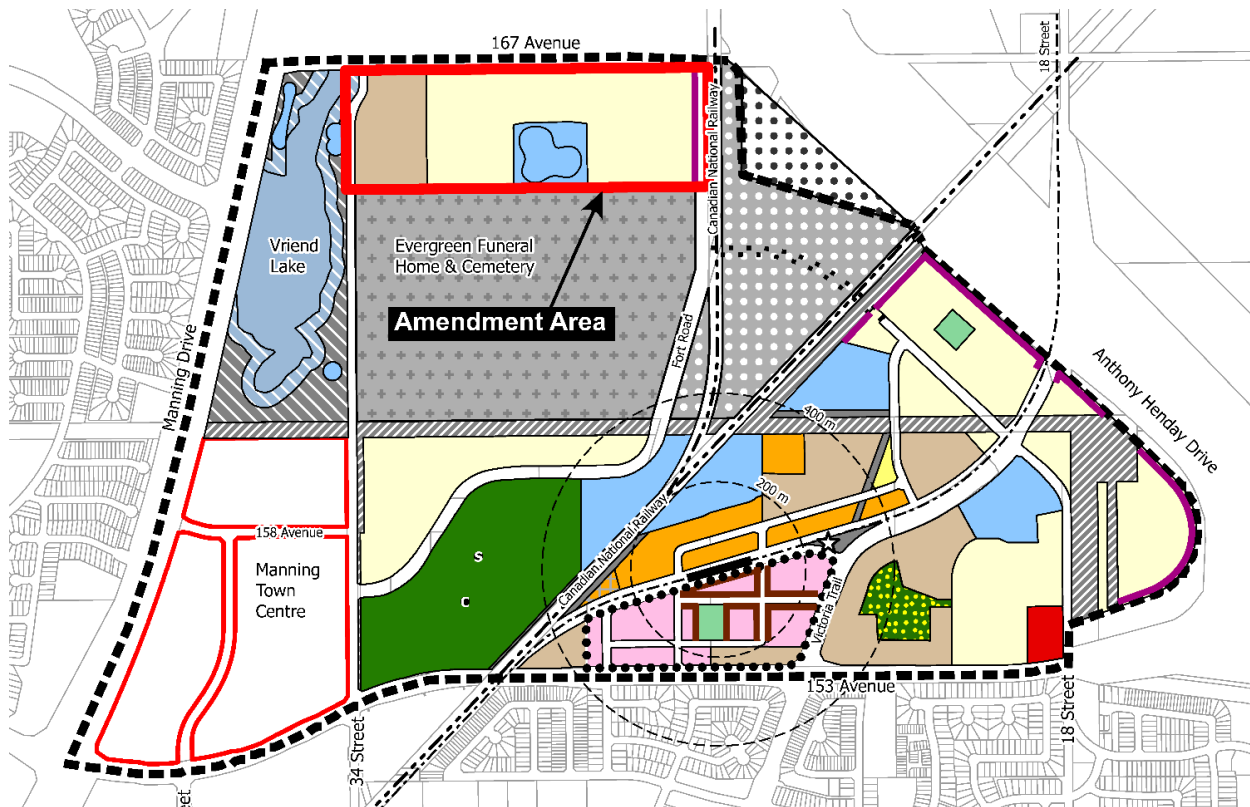 167 Avenue
18 Street
Canadian National Railway
Vriend
Lake
Evergreen Funeral
Home & Cemetery
Amendment Area
Fort Road
Manning Drive
Anthony Henday Drive
400 m
200 m
158 Avenue
Manning
Town
Centre
S
Canadian National Railway
Victoria Trail
153 Avenue
34 Street
18 Street